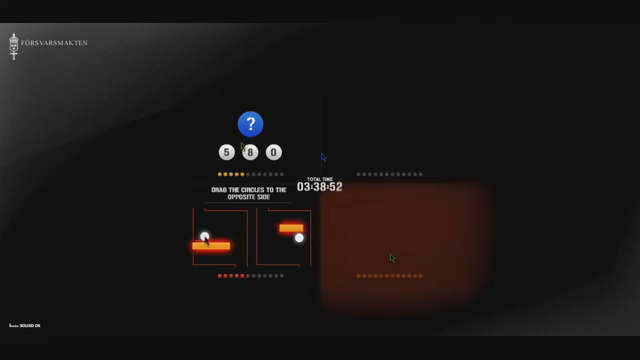 FÖRSVARSMAKTEN
?
5 8 0
TOTAL TIME
03:38:52
DRAG THE CIRCLES TO THE
OPPOSITE SIDE
SOUND ON